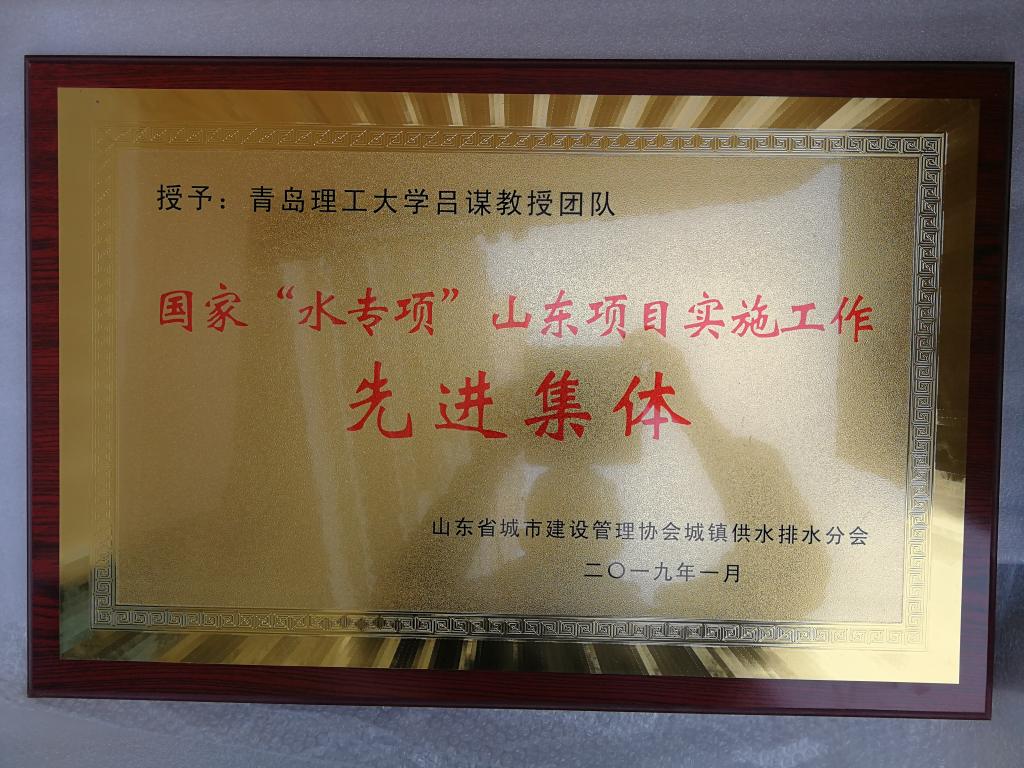 授予：青岛理工大学吕谋教授团队
国家“水专项”山东项目实施工作
先进集体
山东省城市建设管理协会城镇供水排水分会
二〇一九年一月